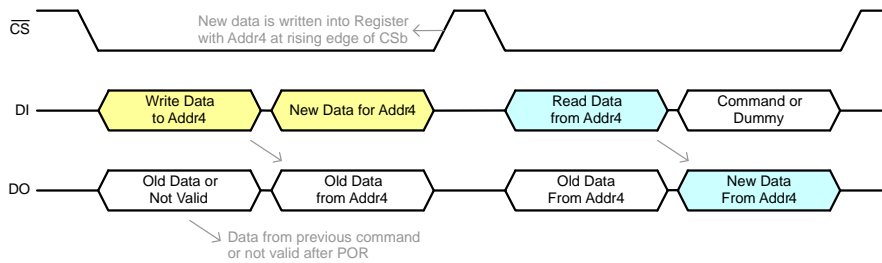 CS
New data is written into Register
with Addr4 at rising edge of CSb
DI
Write Data
to Addr4
New Data for Addr4
Read Data
from Addr4
Command or
Dummy
DO
Old Data or
Not Valid
Old Data
from Addr4
Old Data
From Addr4
New Data
From Addr4
Data from previous command
or not valid after POR